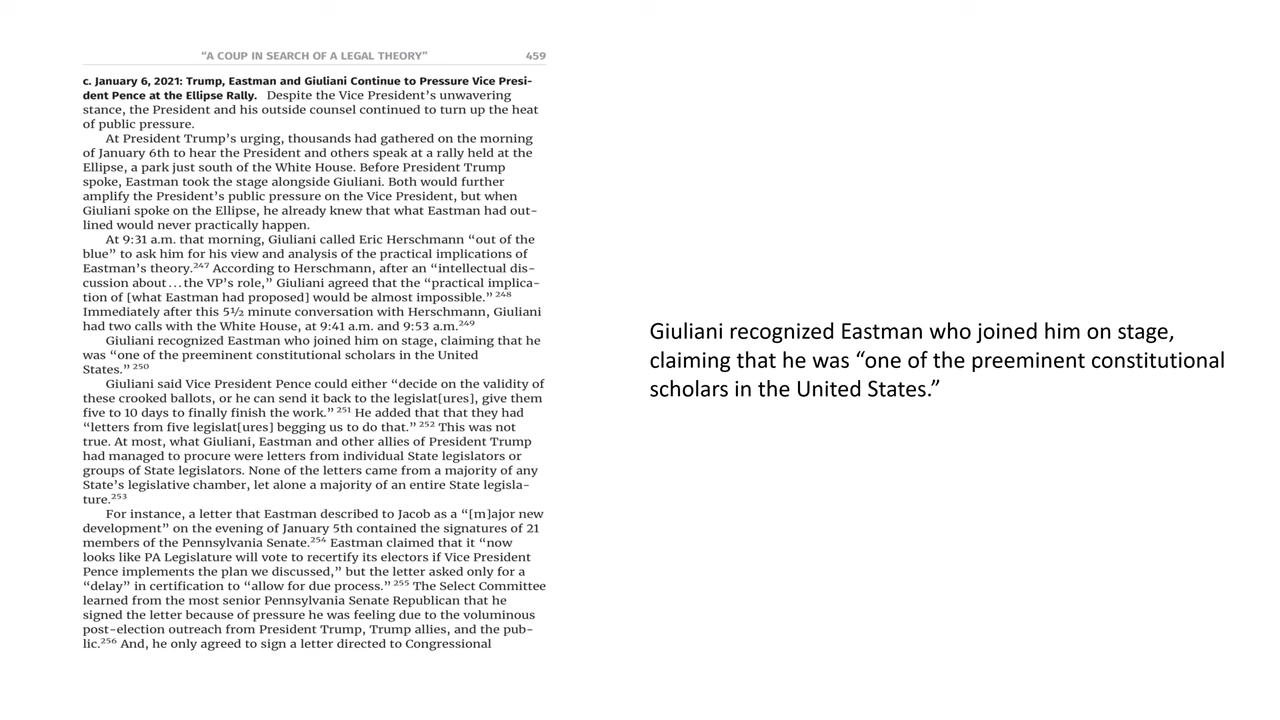 “A COUP IN SEARCH OF A LEGAL THEORY” 459
c. January 6, 2021: Trump, Eastman and Giuliani Continue to Pressure Vice Presi-
dent Pence at the Ellipse Rally. Despite the Vice President’s unwavering
stance, the President and his outside counsel continued to turn up the heat
of public pressure.
At President Trump’s urging, thousands had gathered on the morning
of January 6th to hear the President and others speak at a rally held at the
Ellipse, a park just south of the White House. Before President Trump
spoke, Eastman took the stage alongside Giuliani. Both would further
amplify the President’s public pressure on the Vice President, but when
Giuliani spoke on the Ellipse, he already knew that what Eastman had out-
lined would never practically happen.
At 9:31 a.m. that morning, Giuliani called Eric Herschmann “out of the
blue” to ask him for his view and analysis of the practical implications of
Eastman’s theory.247 According to Herschmann, after an “intellectual dis-
cussion about . . . the VP’s role,” Giuliani agreed that the “practical implica-
tion of [what Eastman had proposed] would be almost impossible.” 248
Immediately after this 5½ minute conversation with Herschmann, Giuliani
had two calls with the White House, at 9:41 a.m. and 9:53 a.m.249
Giuliani recognized Eastman who joined him on stage, claiming that he
was “one of the preeminent constitutional scholars in the United
States.” 250
Giuliani said Vice President Pence could either “decide on the validity of
these crooked ballots, or he can send it back to the legislat[ures], give them
five to 10 days to finally finish the work.” 251 He added that that they had
“letters from five legislat[ures] begging us to do that.” 252 This was not
true. At most, what Giuliani, Eastman and other allies of President Trump
had managed to procure were letters from individual State legislators or
groups of State legislators. None of the letters came from a majority of any
State’s legislative chamber, let alone a majority of an entire State legisla-
ture.253
For instance, a letter that Eastman described to Jacob as a “[m]ajor new
development” on the evening of January 5th contained the signatures of 21
members of the Pennsylvania Senate.254 Eastman claimed that it “now
looks like PA Legislature will vote to recertify its electors if Vice President
Pence implements the plan we discussed,” but the letter asked only for a
“delay” in certification to “allow for due process.” 255 The Select Committee
learned from the most senior Pennsylvania Senate Republican that he
signed the letter because of pressure he was feeling due to the voluminous
post-election outreach from President Trump, Trump allies, and the pub-
lic.256 And, he only agreed to sign a letter directed to Congressional
Giuliani recognized Eastman who joined him on stage,
claiming that he was “one of the preeminent constitutional
scholars in the United States.”